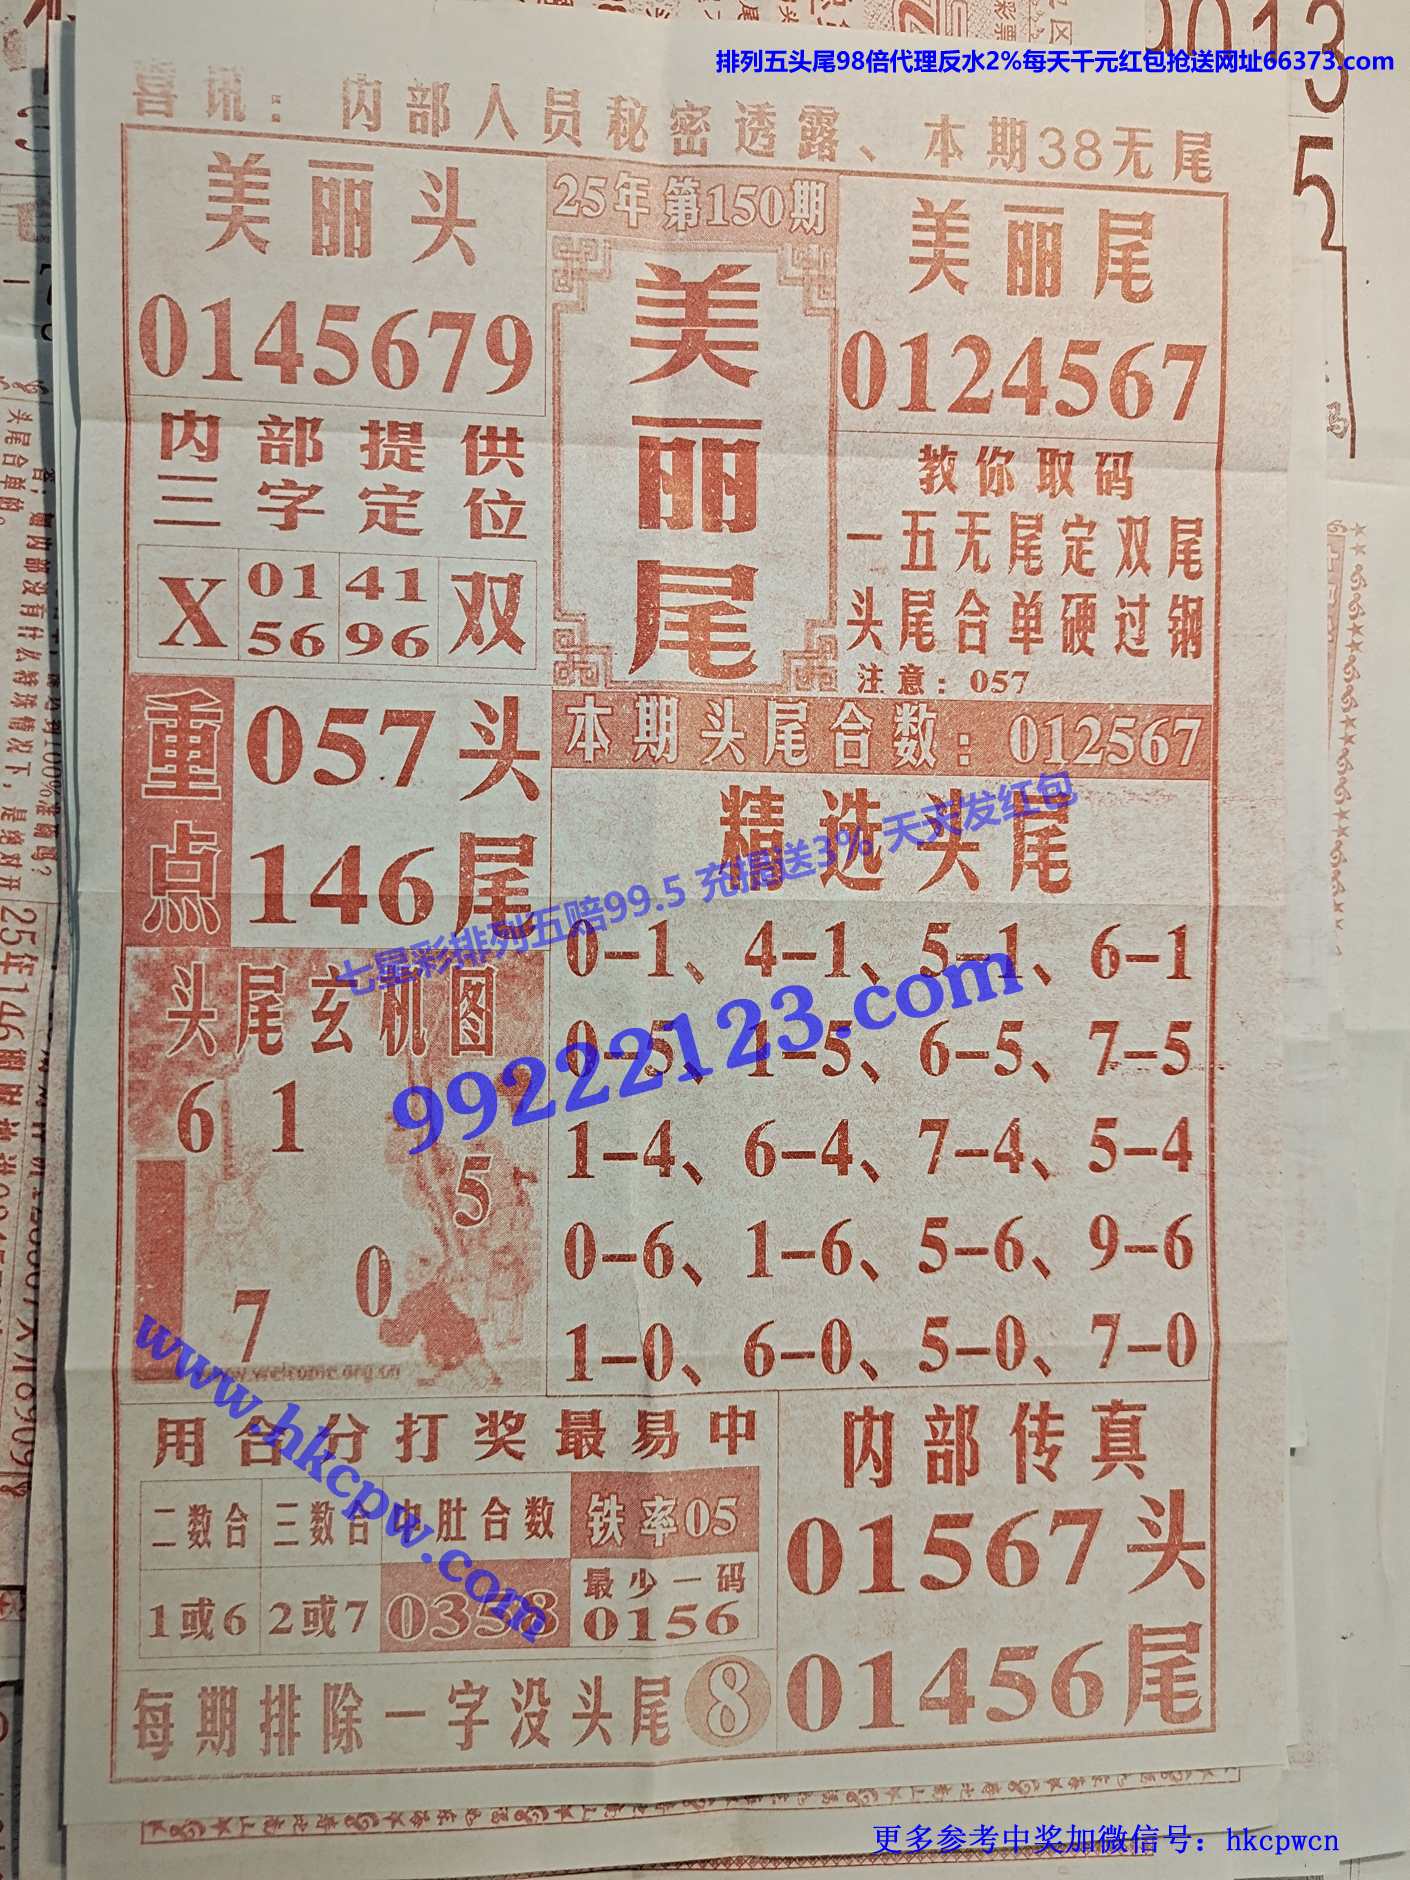 排列五头尾98倍代理反水2%每天千元红包抢送网址66373.com
喜讯：内部人员秘密透露、本期38无尾
美丽头
0145679
25年第150期
美丽尾
美丽尾
0124567
内部提供
三字定位
X 01 41 双
56 96
教你取码
一五无尾定双尾
头尾合单硬过钢
注意：057
重点
057头
146尾
本期头尾合数：012567
精选头尾
0-1、4-1、5-1、6-1
0-5、1-5、6-5、7-5
1-4、6-4、7-4、5-4
0-6、1-6、5-6、9-6
1-0、6-0、5-0、7-0
七星彩排列五赔99.5 充提送3% 天天发红包
99222123.com
头尾玄机图
6 1
5
0
7
www.hkcpw.com
用合分打奖最易中
二数合 三数合 电肚合数 铁率05
1或6 2或7 0358 最少一码
0156
每期排除一字没头尾 8
内部传真
01567头
01456尾
更多参考中奖加微信号：hkcpwcn